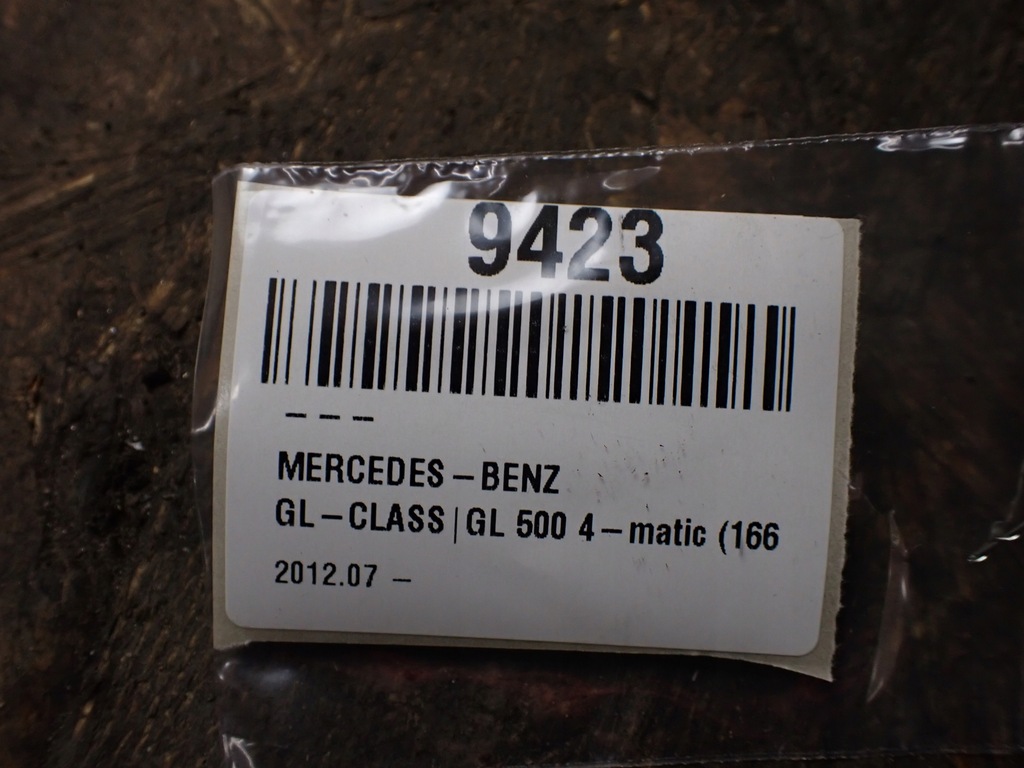 9423
– – –
MERCEDES-BENZ
GL-CLASS|GL 500 4-matic (166
2012.07 -